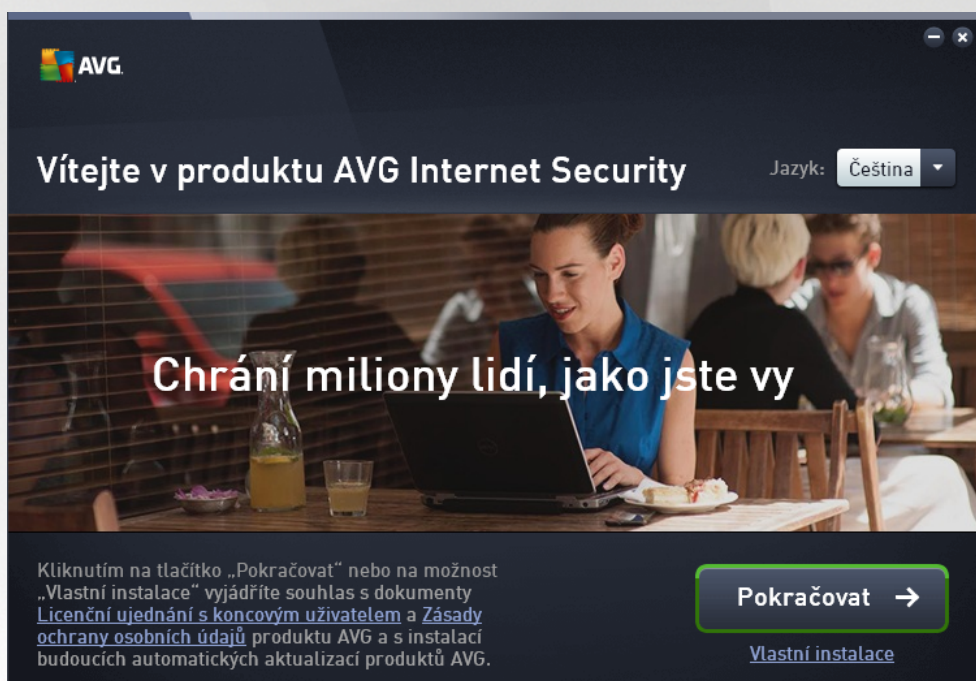 AVG
Vítejte v produktu AVG Internet Security
Jazyk: Čeština
Chrání miliony lidí, jako jste vy
Kliknutím na tlačítko „Pokračovat“ nebo na možnost
„Vlastní instalace“ vyjádříte souhlas s dokumenty
Licenční ujednání s koncovým uživatelem a Zásady
ochrany osobních údajů produktu AVG a s instalací
budoucích automatických aktualizací produktů AVG.
Pokračovat →
Vlastní instalace